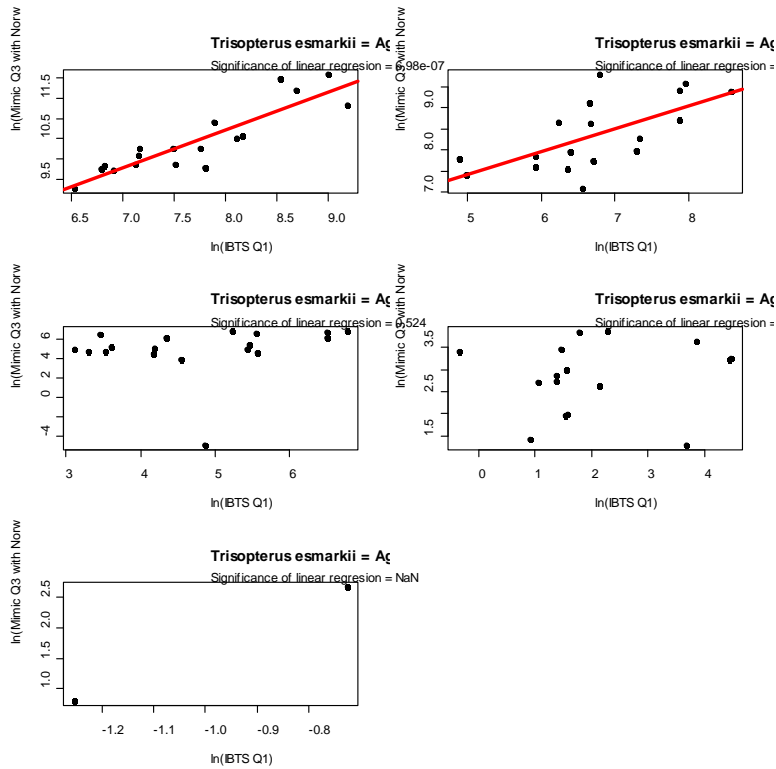 Trisopterus esmarkii = Ag
Significance of linear regresion = 6.98e-07
ln(Mimic Q3 with Norw
11.5
10.5
9.5
6.5 7.0 7.5 8.0 8.5 9.0
ln(IBTS Q1)
Trisopterus esmarkii = Ag
Significance of linear regresion =
ln(Mimic Q3 with Norw
9.0
8.0
7.0
5 6 7 8
ln(IBTS Q1)
Trisopterus esmarkii = Ag
Significance of linear regresion = 0.524
ln(Mimic Q3 with Norw
6
4
0
-4
3 4 5 6
ln(IBTS Q1)
Trisopterus esmarkii = Ag
Significance of linear regresion =
ln(Mimic Q3 with Norw
3.5
2.5
1.5
0 1 2 3 4
ln(IBTS Q1)
Trisopterus esmarkii = Ag
Significance of linear regresion = NaN
ln(Mimic Q3 with Norw
2.5
2.0
1.5
1.0
-1.2 -1.1 -1.0 -0.9 -0.8
ln(IBTS Q1)